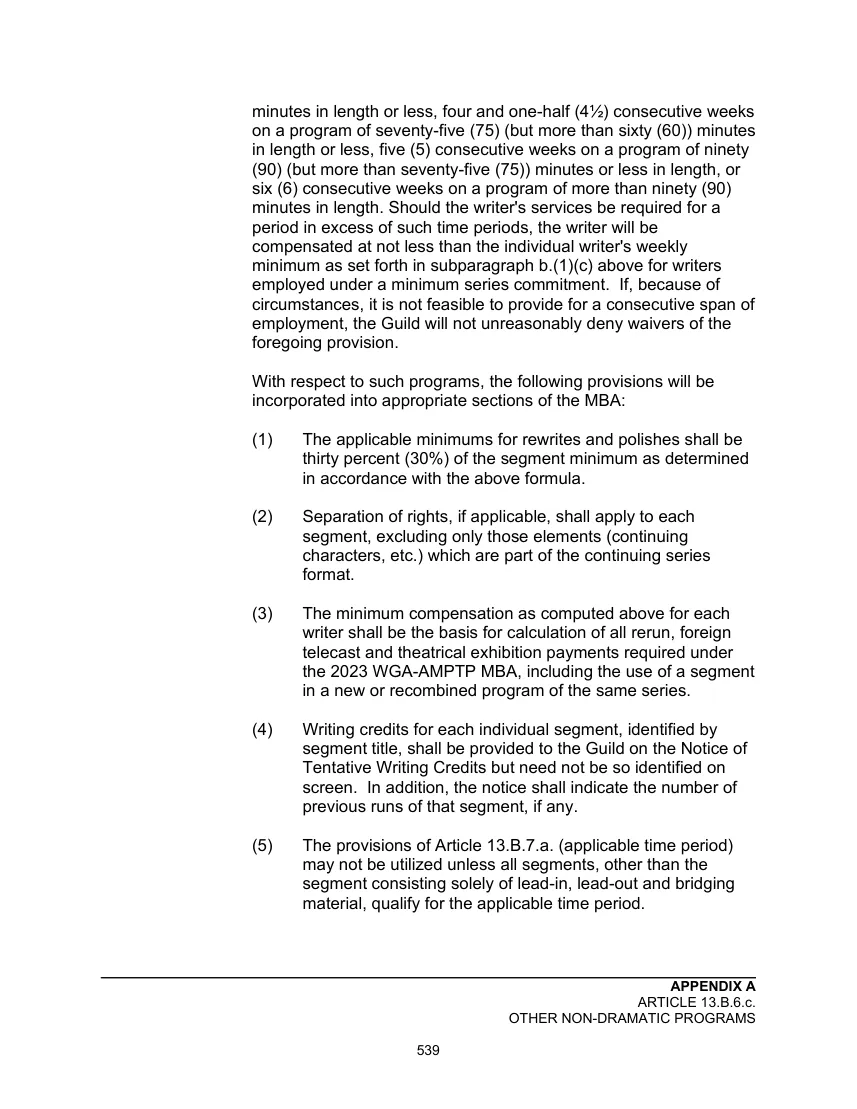 minutes in length or less, four and one-half (4½) consecutive weeks
on a program of seventy-five (75) (but more than sixty (60)) minutes
in length or less, five (5) consecutive weeks on a program of ninety
(90) (but more than seventy-five (75)) minutes or less in length, or
six (6) consecutive weeks on a program of more than ninety (90)
minutes in length. Should the writer's services be required for a
period in excess of such time periods, the writer will be
compensated at not less than the individual writer's weekly
minimum as set forth in subparagraph b.(1)(c) above for writers
employed under a minimum series commitment.  If, because of
circumstances, it is not feasible to provide for a consecutive span of
employment, the Guild will not unreasonably deny waivers of the
foregoing provision.
With respect to such programs, the following provisions will be
incorporated into appropriate sections of the MBA:
(1) The applicable minimums for rewrites and polishes shall be
thirty percent (30%) of the segment minimum as determined
in accordance with the above formula.
(2) Separation of rights, if applicable, shall apply to each
segment, excluding only those elements (continuing
characters, etc.) which are part of the continuing series
format.
(3) The minimum compensation as computed above for each
writer shall be the basis for calculation of all rerun, foreign
telecast and theatrical exhibition payments required under
the 2023 WGA-AMPTP MBA, including the use of a segment
in a new or recombined program of the same series.
(4) Writing credits for each individual segment, identified by
segment title, shall be provided to the Guild on the Notice of
Tentative Writing Credits but need not be so identified on
screen.  In addition, the notice shall indicate the number of
previous runs of that segment, if any.
(5) The provisions of Article 13.B.7.a. (applicable time period)
may not be utilized unless all segments, other than the
segment consisting solely of lead-in, lead-out and bridging
material, qualify for the applicable time period.
APPENDIX A
ARTICLE 13.B.6.c.
OTHER NON-DRAMATIC PROGRAMS
539